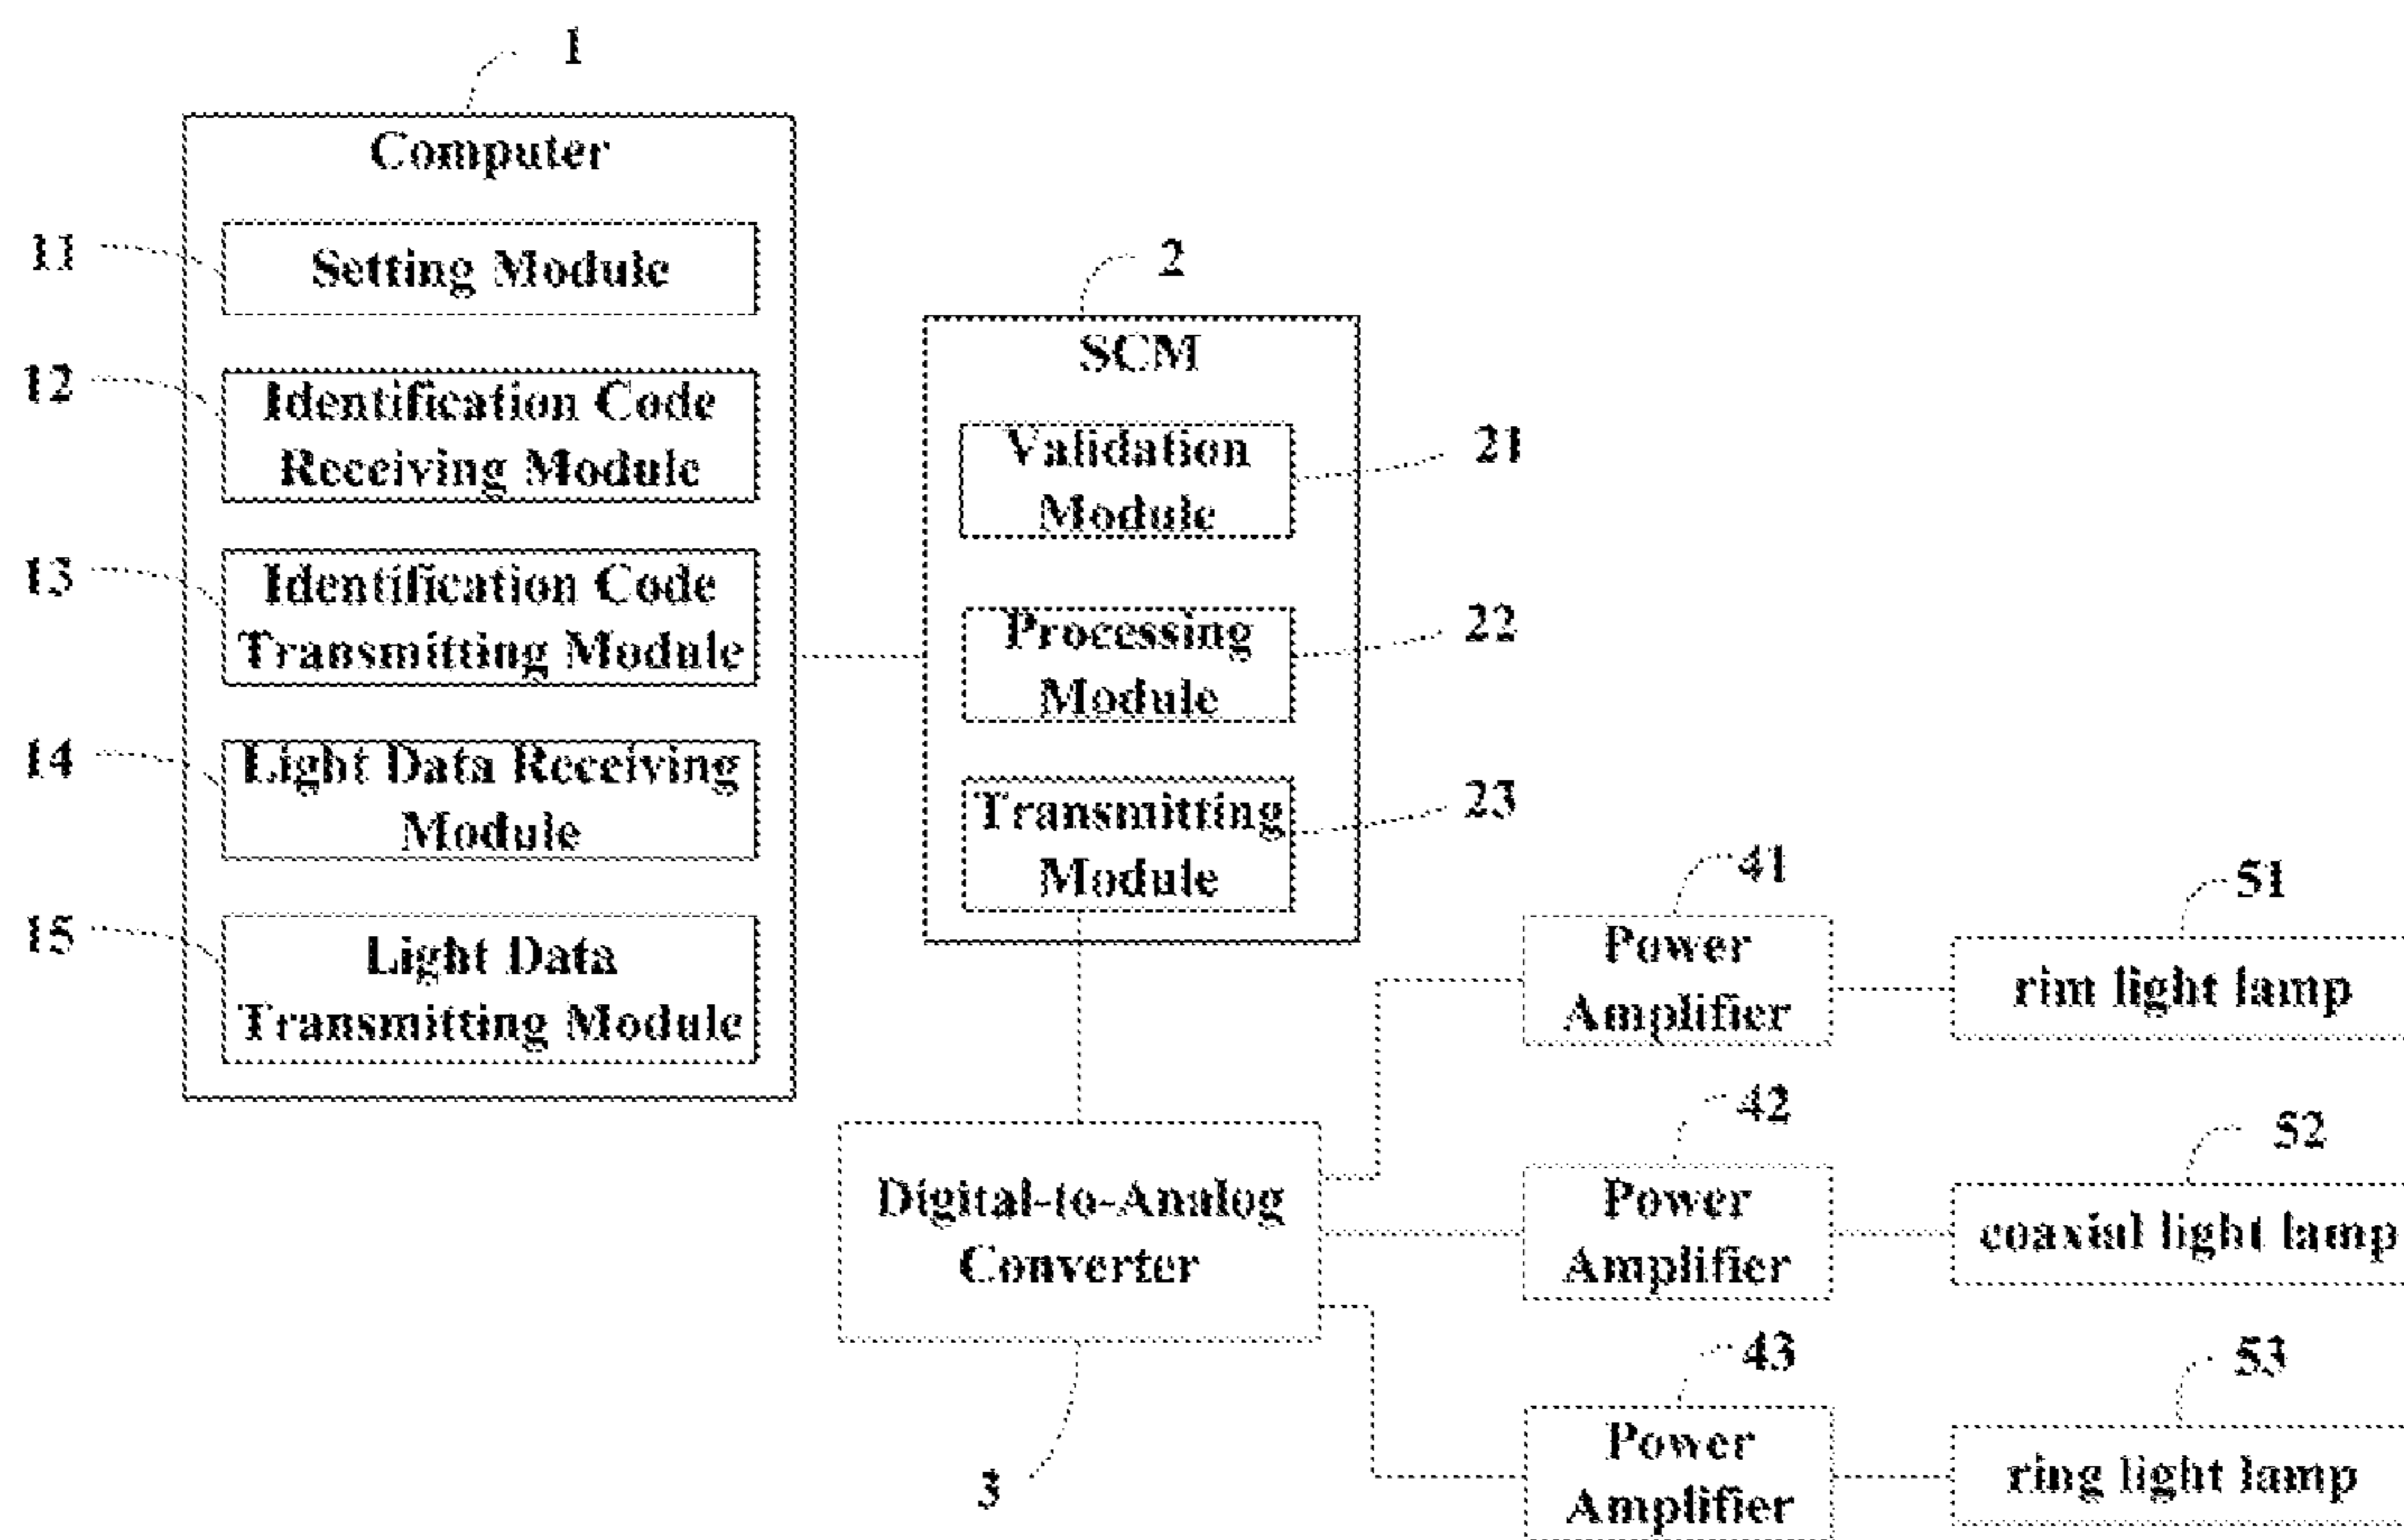 1
Computer
11
Setting Module
12
Identification Code
Receiving Module
13
Identification Code
Transmitting Module
14
Light Data Receiving
Module
15
Light Data
Transmitting Module
2
SCM
Validation
Module
21
Processing
Module
22
Transmitting
Module
23
Digital-to-Analog
Converter
3
41
Power
Amplifier
51
rim light lamp
42
Power
Amplifier
52
coaxial light lamp
43
Power
Amplifier
53
ring light lamp